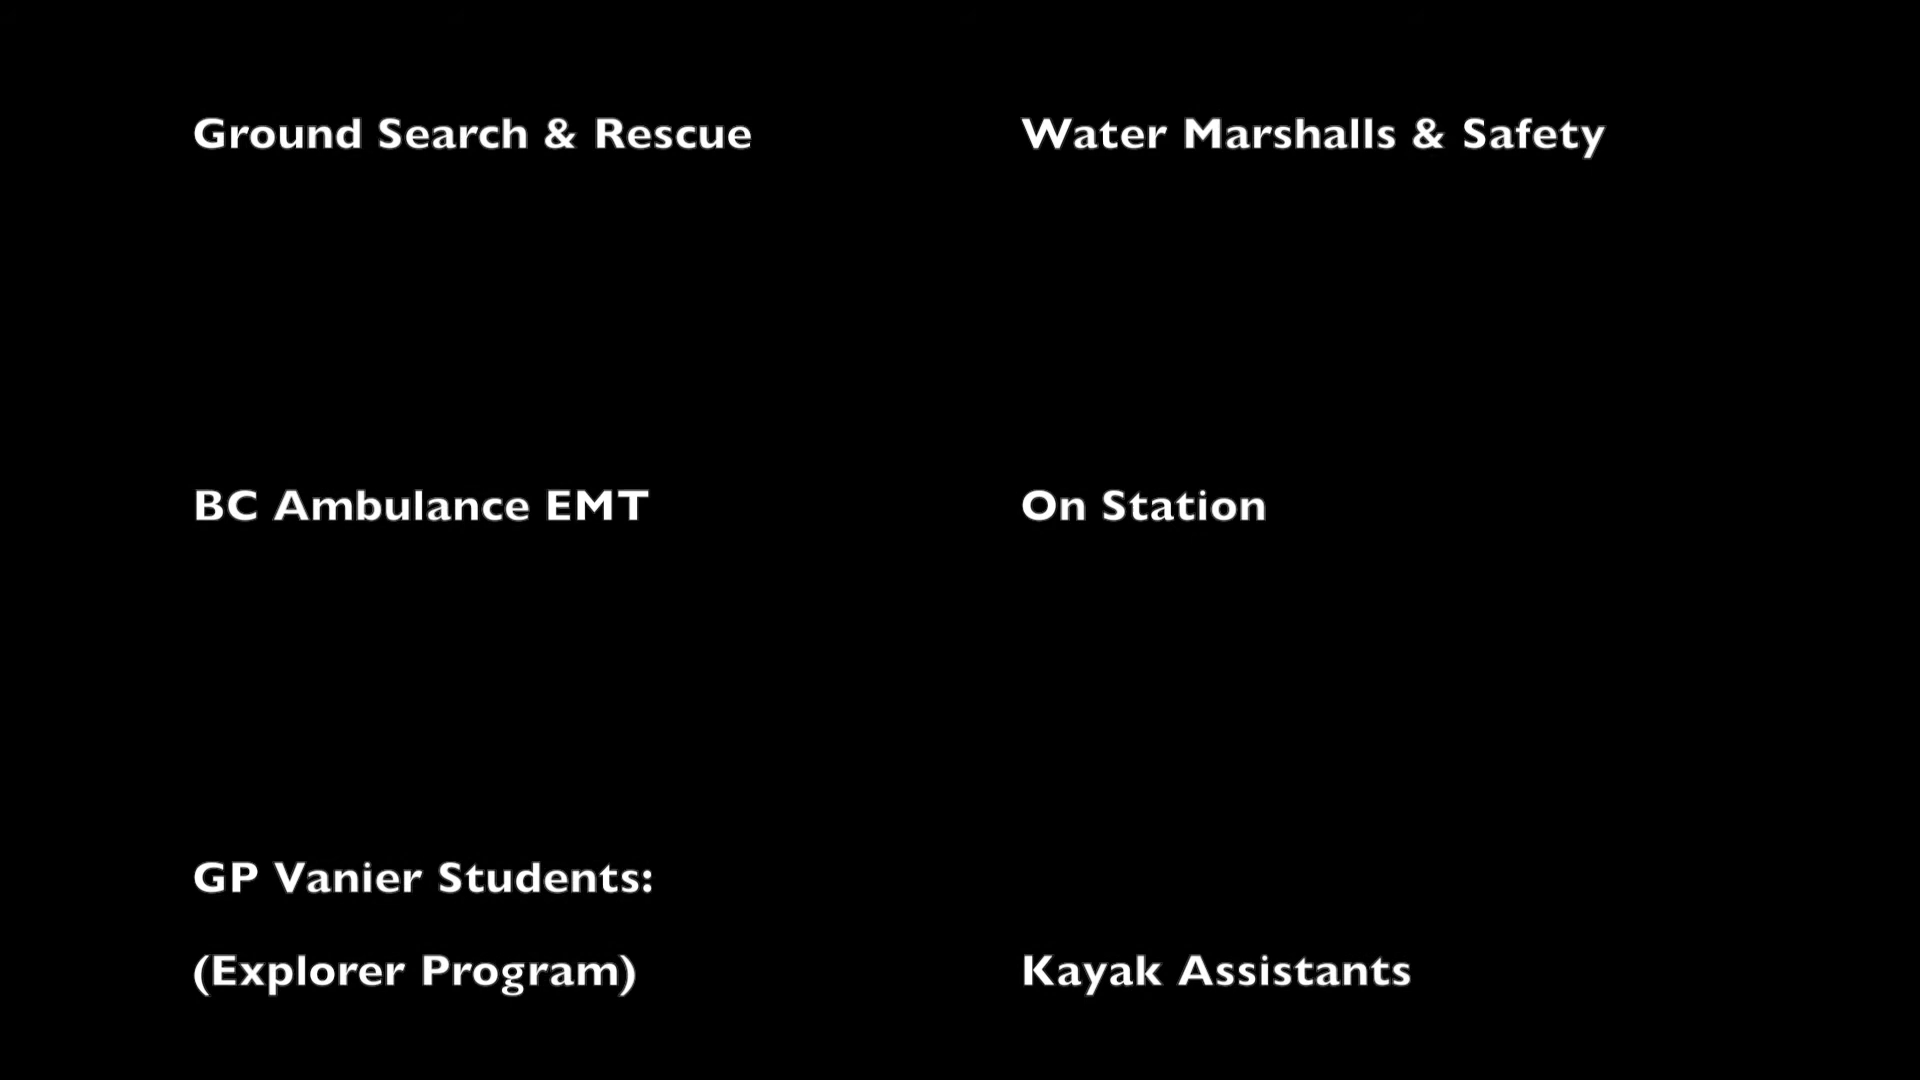 Ground Search & Rescue
Water Marshalls & Safety
BC Ambulance EMT
On Station
GP Vanier Students:
(Explorer Program)
Kayak Assistants